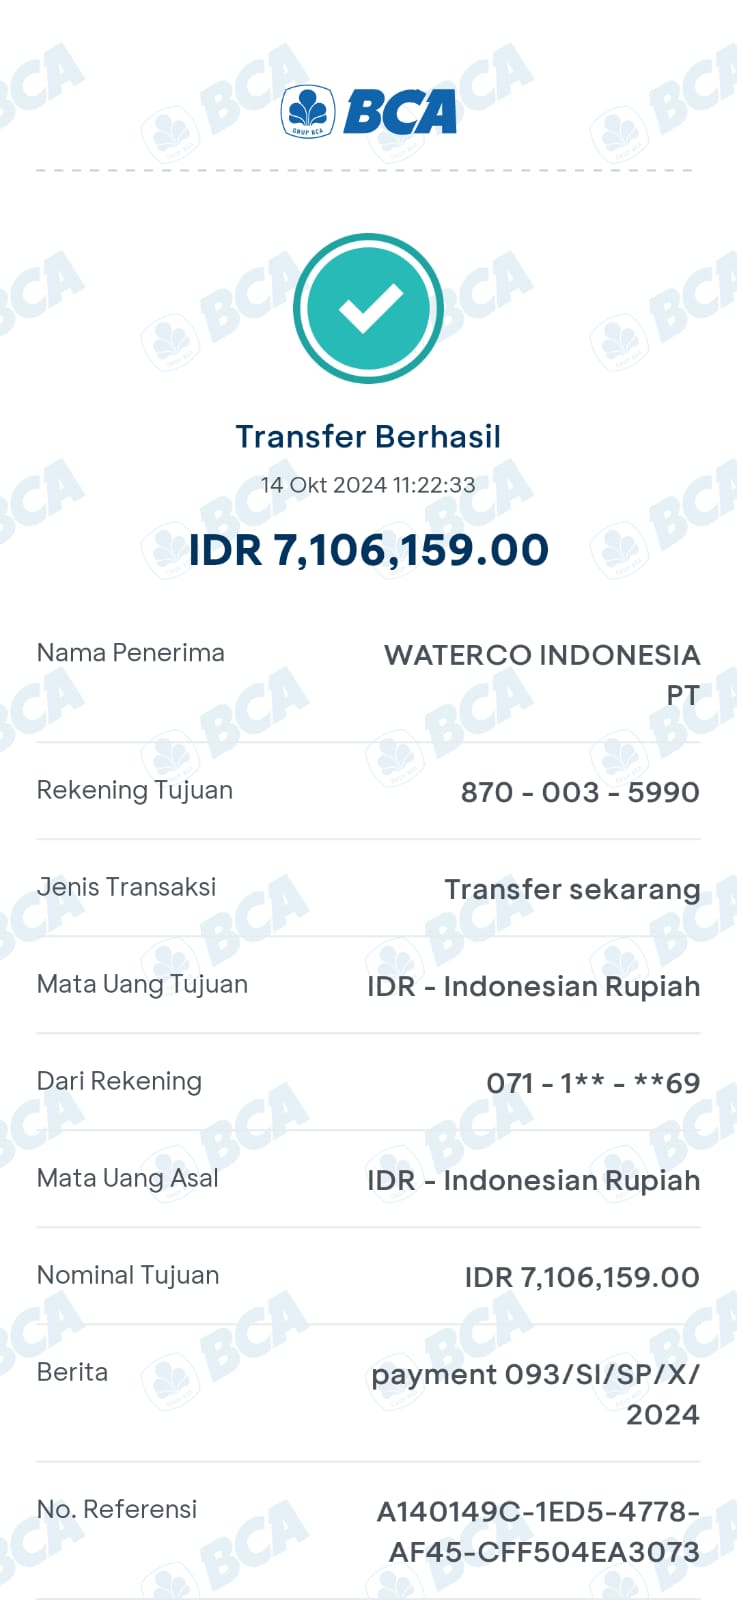 GRUP BCA
BCA
Transfer Berhasil
14 Okt 2024 11:22:33
IDR 7,106,159.00
Nama Penerima
WATERCO INDONESIA
PT
Rekening Tujuan
870 - 003 - 5990
Jenis Transaksi
Transfer sekarang
Mata Uang Tujuan
IDR - Indonesian Rupiah
Dari Rekening
071 - 1** - **69
Mata Uang Asal
IDR - Indonesian Rupiah
Nominal Tujuan
IDR 7,106,159.00
Berita
payment 093/SI/SP/X/
2024
No. Referensi
A140149C-1ED5-4778-
AF45-CFF504EA3073